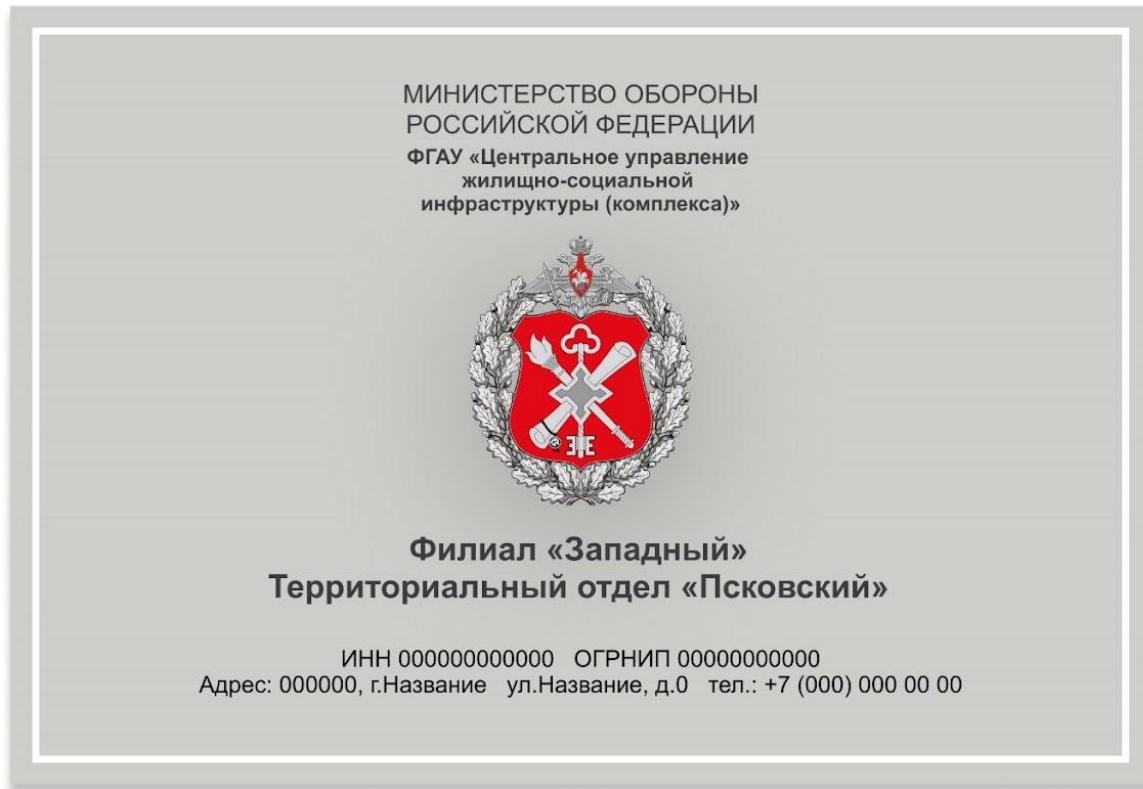 МИНИСТЕРСТВО ОБОРОНЫ
РОССИЙСКОЙ ФЕДЕРАЦИИ
ФГАУ «Центральное управление
жилищно-социальной
инфраструктуры (комплекса)»
Филиал «Западный»
Территориальный отдел «Псковский»
ИНН 000000000000 ОГРНИП 00000000000
Адрес: 000000, г.Название ул.Название, д.0 тел.: +7 (000) 000 00 00